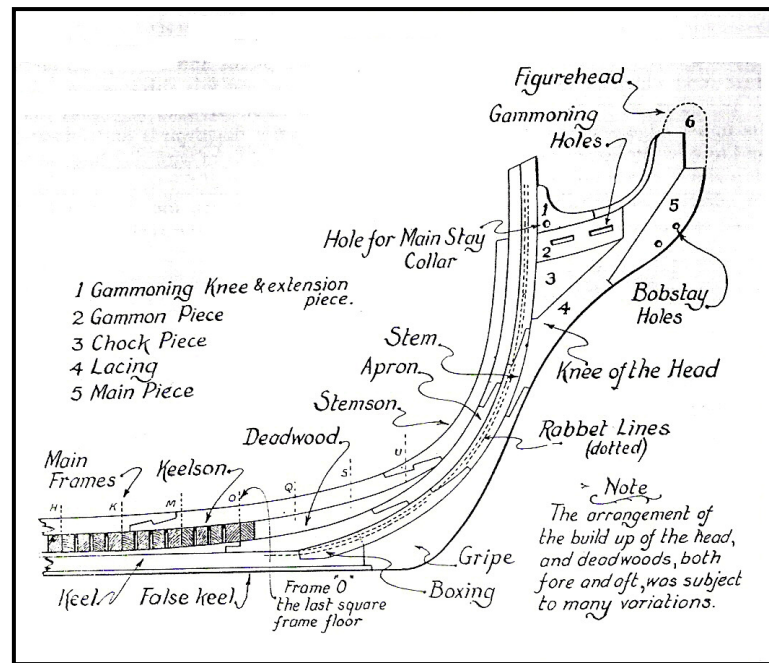 Figurehead
Gammoning
Holes
6
1
5
Hole for Main Stay
Collar
2
3
4
Bobstay
Holes
1 Gammoning Knee & extension
piece.
2 Gammon Piece
3 Chock Piece
4 Lacing
5 Main Piece
Stem
Apron
Stemson
Knee of the Head
Deadwood
Rabbet Lines
(dotted)
Main
Frames
Keelson
H
K
M
O
Q
S
U
Note
The arrangement of
the build up of the head,
and deadwoods, both
fore and aft, was subject
to many variations.
Gripe
Boxing
Keel
False keel
Frame "O"
the last square
frame floor